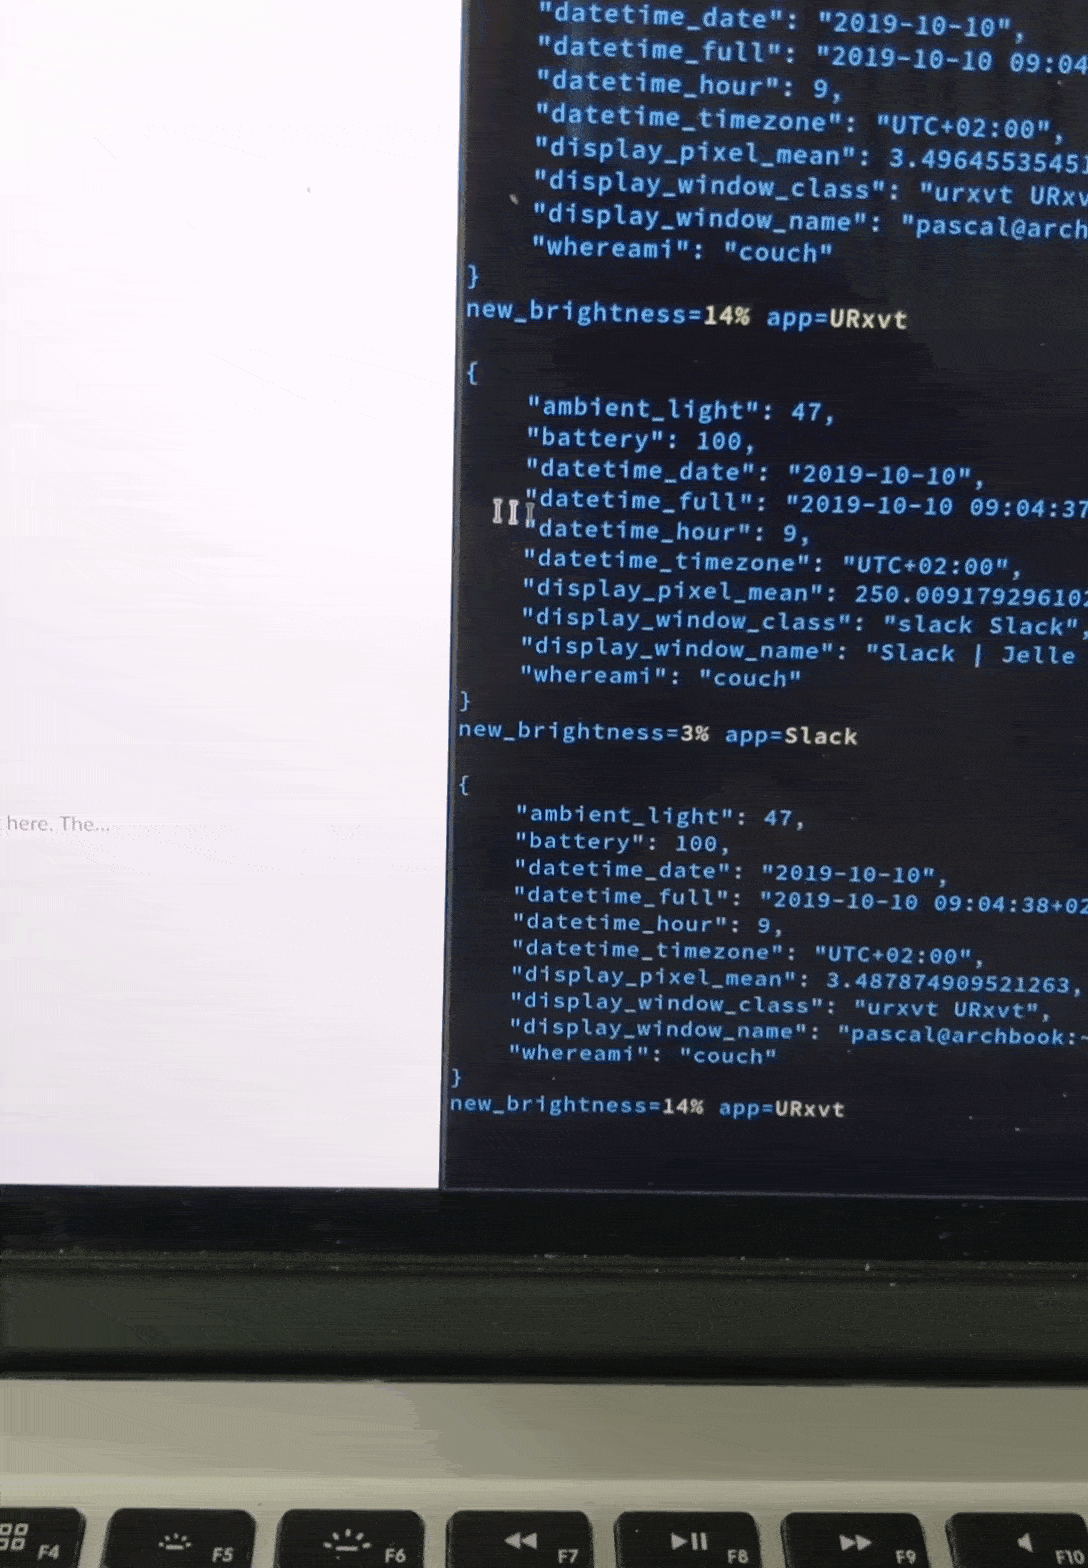 "datetime_date": "2019-10-10",
"datetime_full": "2019-10-10 09:04
"datetime_hour": 9,
"datetime_timezone": "UTC+02:00",
"display_pixel_mean": 3.49645535451
"display_window_class": "urxvt URxv
"display_window_name": "pascal@arch
"whereami": "couch"
}
new_brightness=14% app=URxvt
{
"ambient_light": 47,
"battery": 100,
"datetime_date": "2019-10-10",
"datetime_full": "2019-10-10 09:04:37
"datetime_hour": 9,
"datetime_timezone": "UTC+02:00",
"display_pixel_mean": 250.009179296102
"display_window_class": "slack Slack",
"display_window_name": "Slack | Jelle
"whereami": "couch"
}
new_brightness=3% app=Slack
{
"ambient_light": 47,
here. The...
"battery": 100,
"datetime_date": "2019-10-10",
"datetime_full": "2019-10-10 09:04:38+02
"datetime_hour": 9,
"datetime_timezone": "UTC+02:00",
"display_pixel_mean": 3.487874909521263,
"display_window_class": "urxvt URxvt",
"display_window_name": "pascal@archbook:~
"whereami": "couch"
}
new_brightness=14% app=URxvt
F4 F5 F6 F7 F8 F9 F10